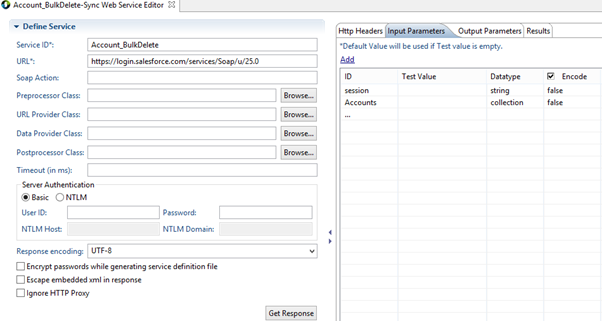 Account_BulkDelete-Sync Web Service Editor
Define Service
Service ID*: Account_BulkDelete
URL*: https://login.salesforce.com/services/Soap/u/25.0
Soap Action:
Preprocessor Class: Browse...
URL Provider Class: Browse...
Data Provider Class: Browse...
Postprocessor Class: Browse...
Timeout (in ms):
Server Authentication
Basic NTLM
User ID: Password:
NTLM Host: NTLM Domain:
Response encoding: UTF-8
Encrypt passwords while generating service definition file
Escape embedded xml in response
Ignore HTTP Proxy
Get Response
Http Headers Input Parameters Output Parameters Results
*Default Value will be used if Test value is empty.
Add
ID Test Value Datatype Encode
session string false
Accounts collection false
...